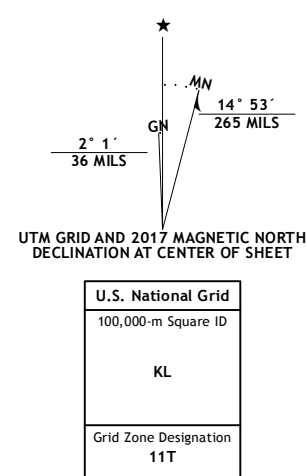 MN
GN
14° 53´
265 MILS
2° 1´
36 MILS
UTM GRID AND 2017 MAGNETIC NORTH
DECLINATION AT CENTER OF SHEET
U.S. National Grid
100,000-m Square ID
KL
Grid Zone Designation
11T